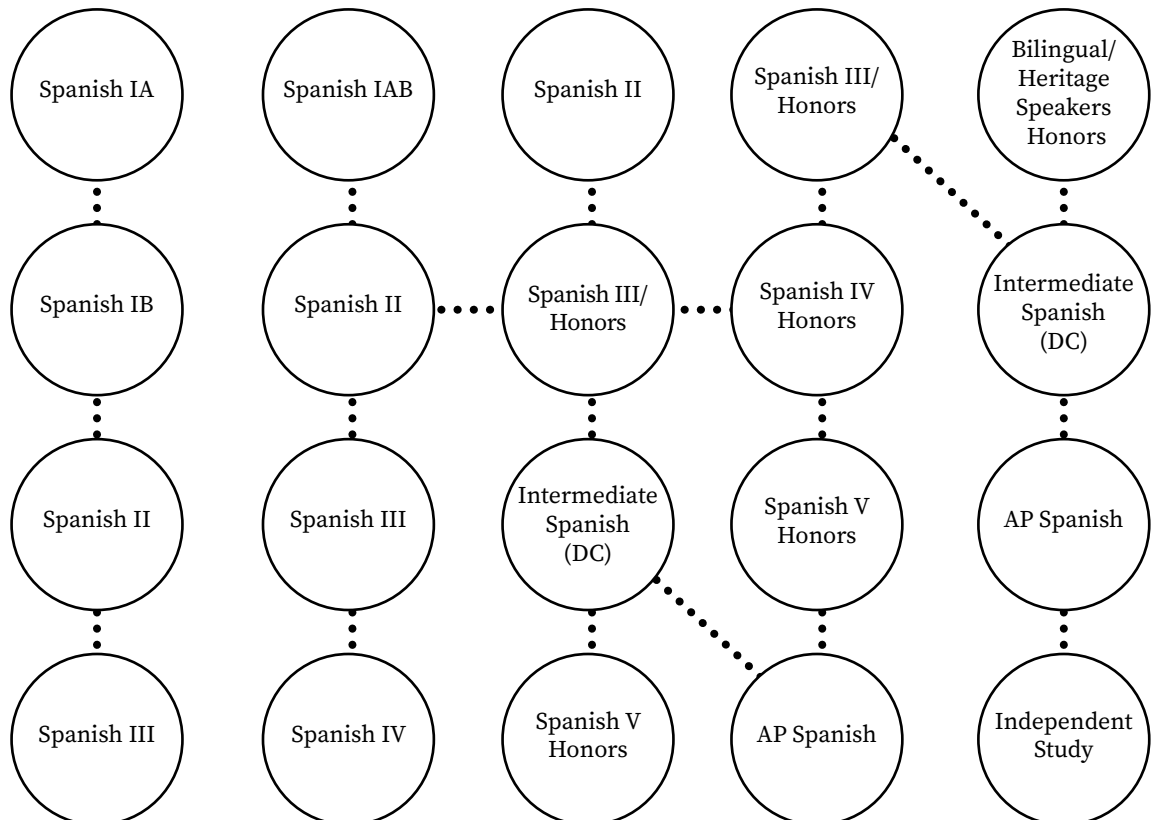 Spanish IA
Spanish IAB
Spanish II
Spanish III/
Honors
Bilingual/
Heritage
Speakers
Honors
Spanish IB
Spanish II
Spanish III/
Honors
Spanish IV
Honors
Intermediate
Spanish
(DC)
Spanish II
Spanish III
Intermediate
Spanish
(DC)
Spanish V
Honors
AP Spanish
Spanish III
Spanish IV
Spanish V
Honors
AP Spanish
Independent
Study